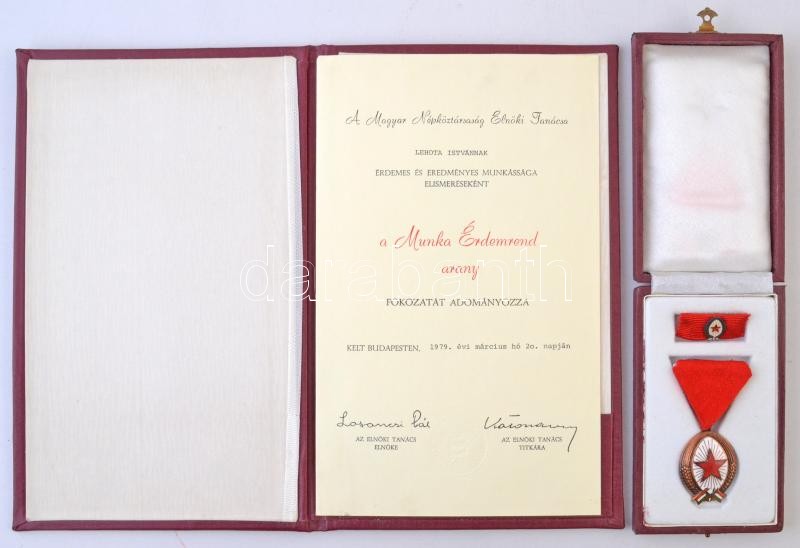 A Magyar Népköztársaság Elnöki Tanácsa
LEHOTA ISTVÁNNAK
ÉRDEMES ÉS EREDMÉNYES MUNKÁSSÁGA
ELISMERÉSEKÉNT
a Munka Érdemrend
arany
FOKOZATÁT ADOMÁNYOZZA
darabanth
KELT BUDAPESTEN, 1979. évi március hó 2o. napján
Losonczi Pál
AZ ELNÖKI TANÁCS
ELNÖKE
AZ ELNÖKI TANÁCS
TITKÁRA